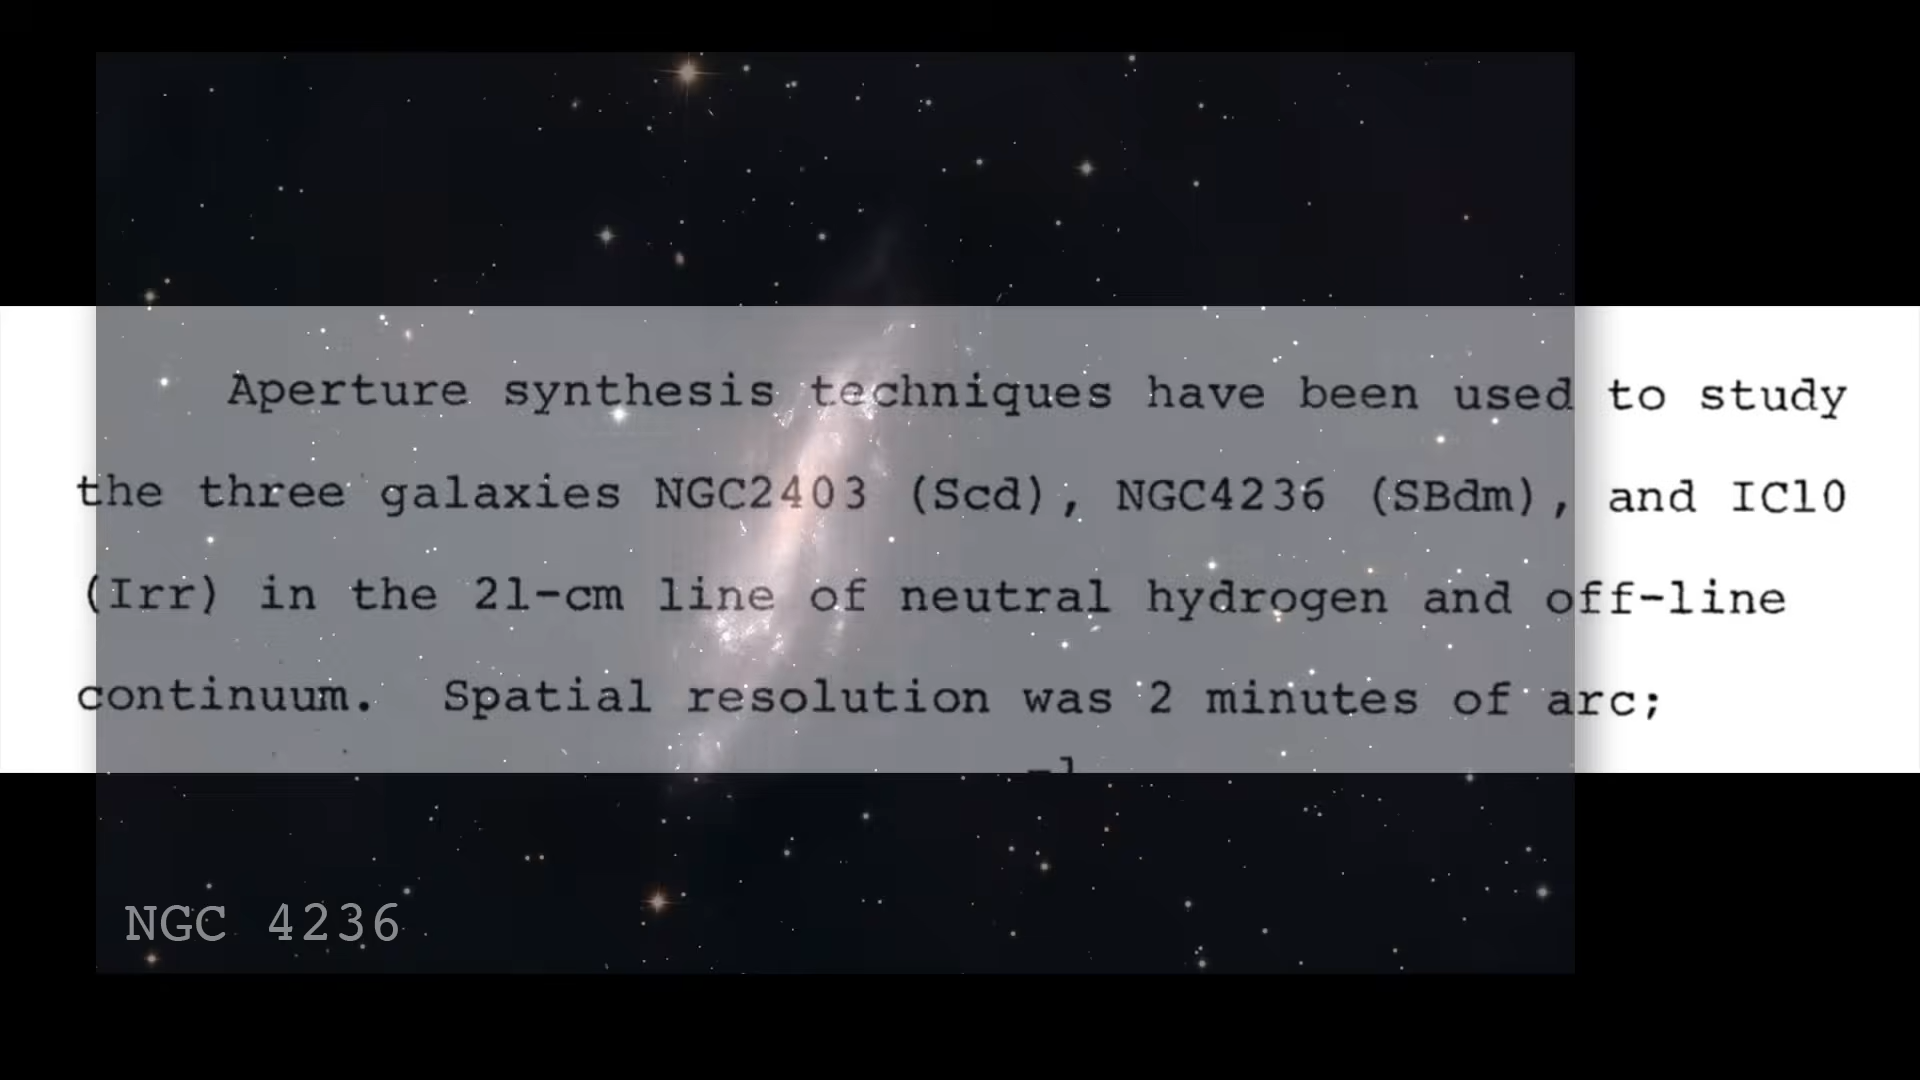 Aperture synthesis techniques have been used to study
the three galaxies NGC2403 (Scd), NGC4236 (SBdm), and IC10
(Irr) in the 21-cm line of neutral hydrogen and off-line
continuum. Spatial resolution was 2 minutes of arc;
NGC 4236